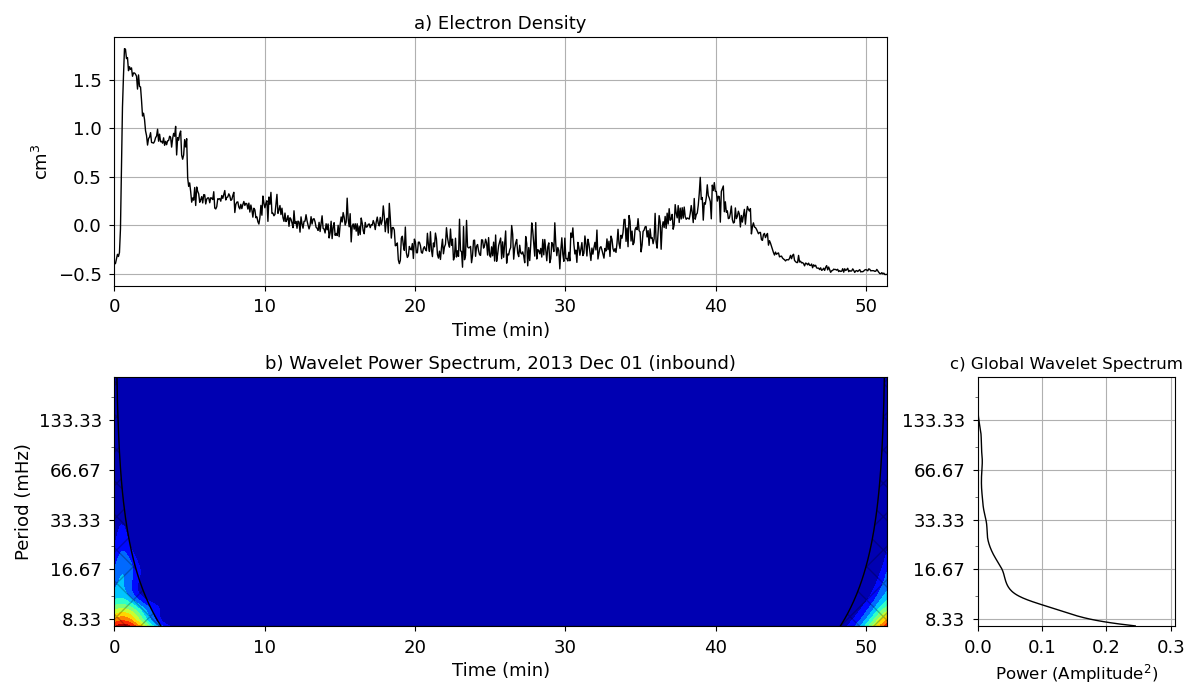 a) Electron Density
cm³
1.5
1.0
0.5
0.0
−0.5
0 10 20 30 40 50
Time (min)
b) Wavelet Power Spectrum, 2013 Dec 01 (inbound)
Period (mHz)
133.33
66.67
33.33
16.67
8.33
0 10 20 30 40 50
Time (min)
c) Global Wavelet Spectrum
133.33
66.67
33.33
16.67
8.33
0.0 0.1 0.2 0.3
Power (Amplitude²)